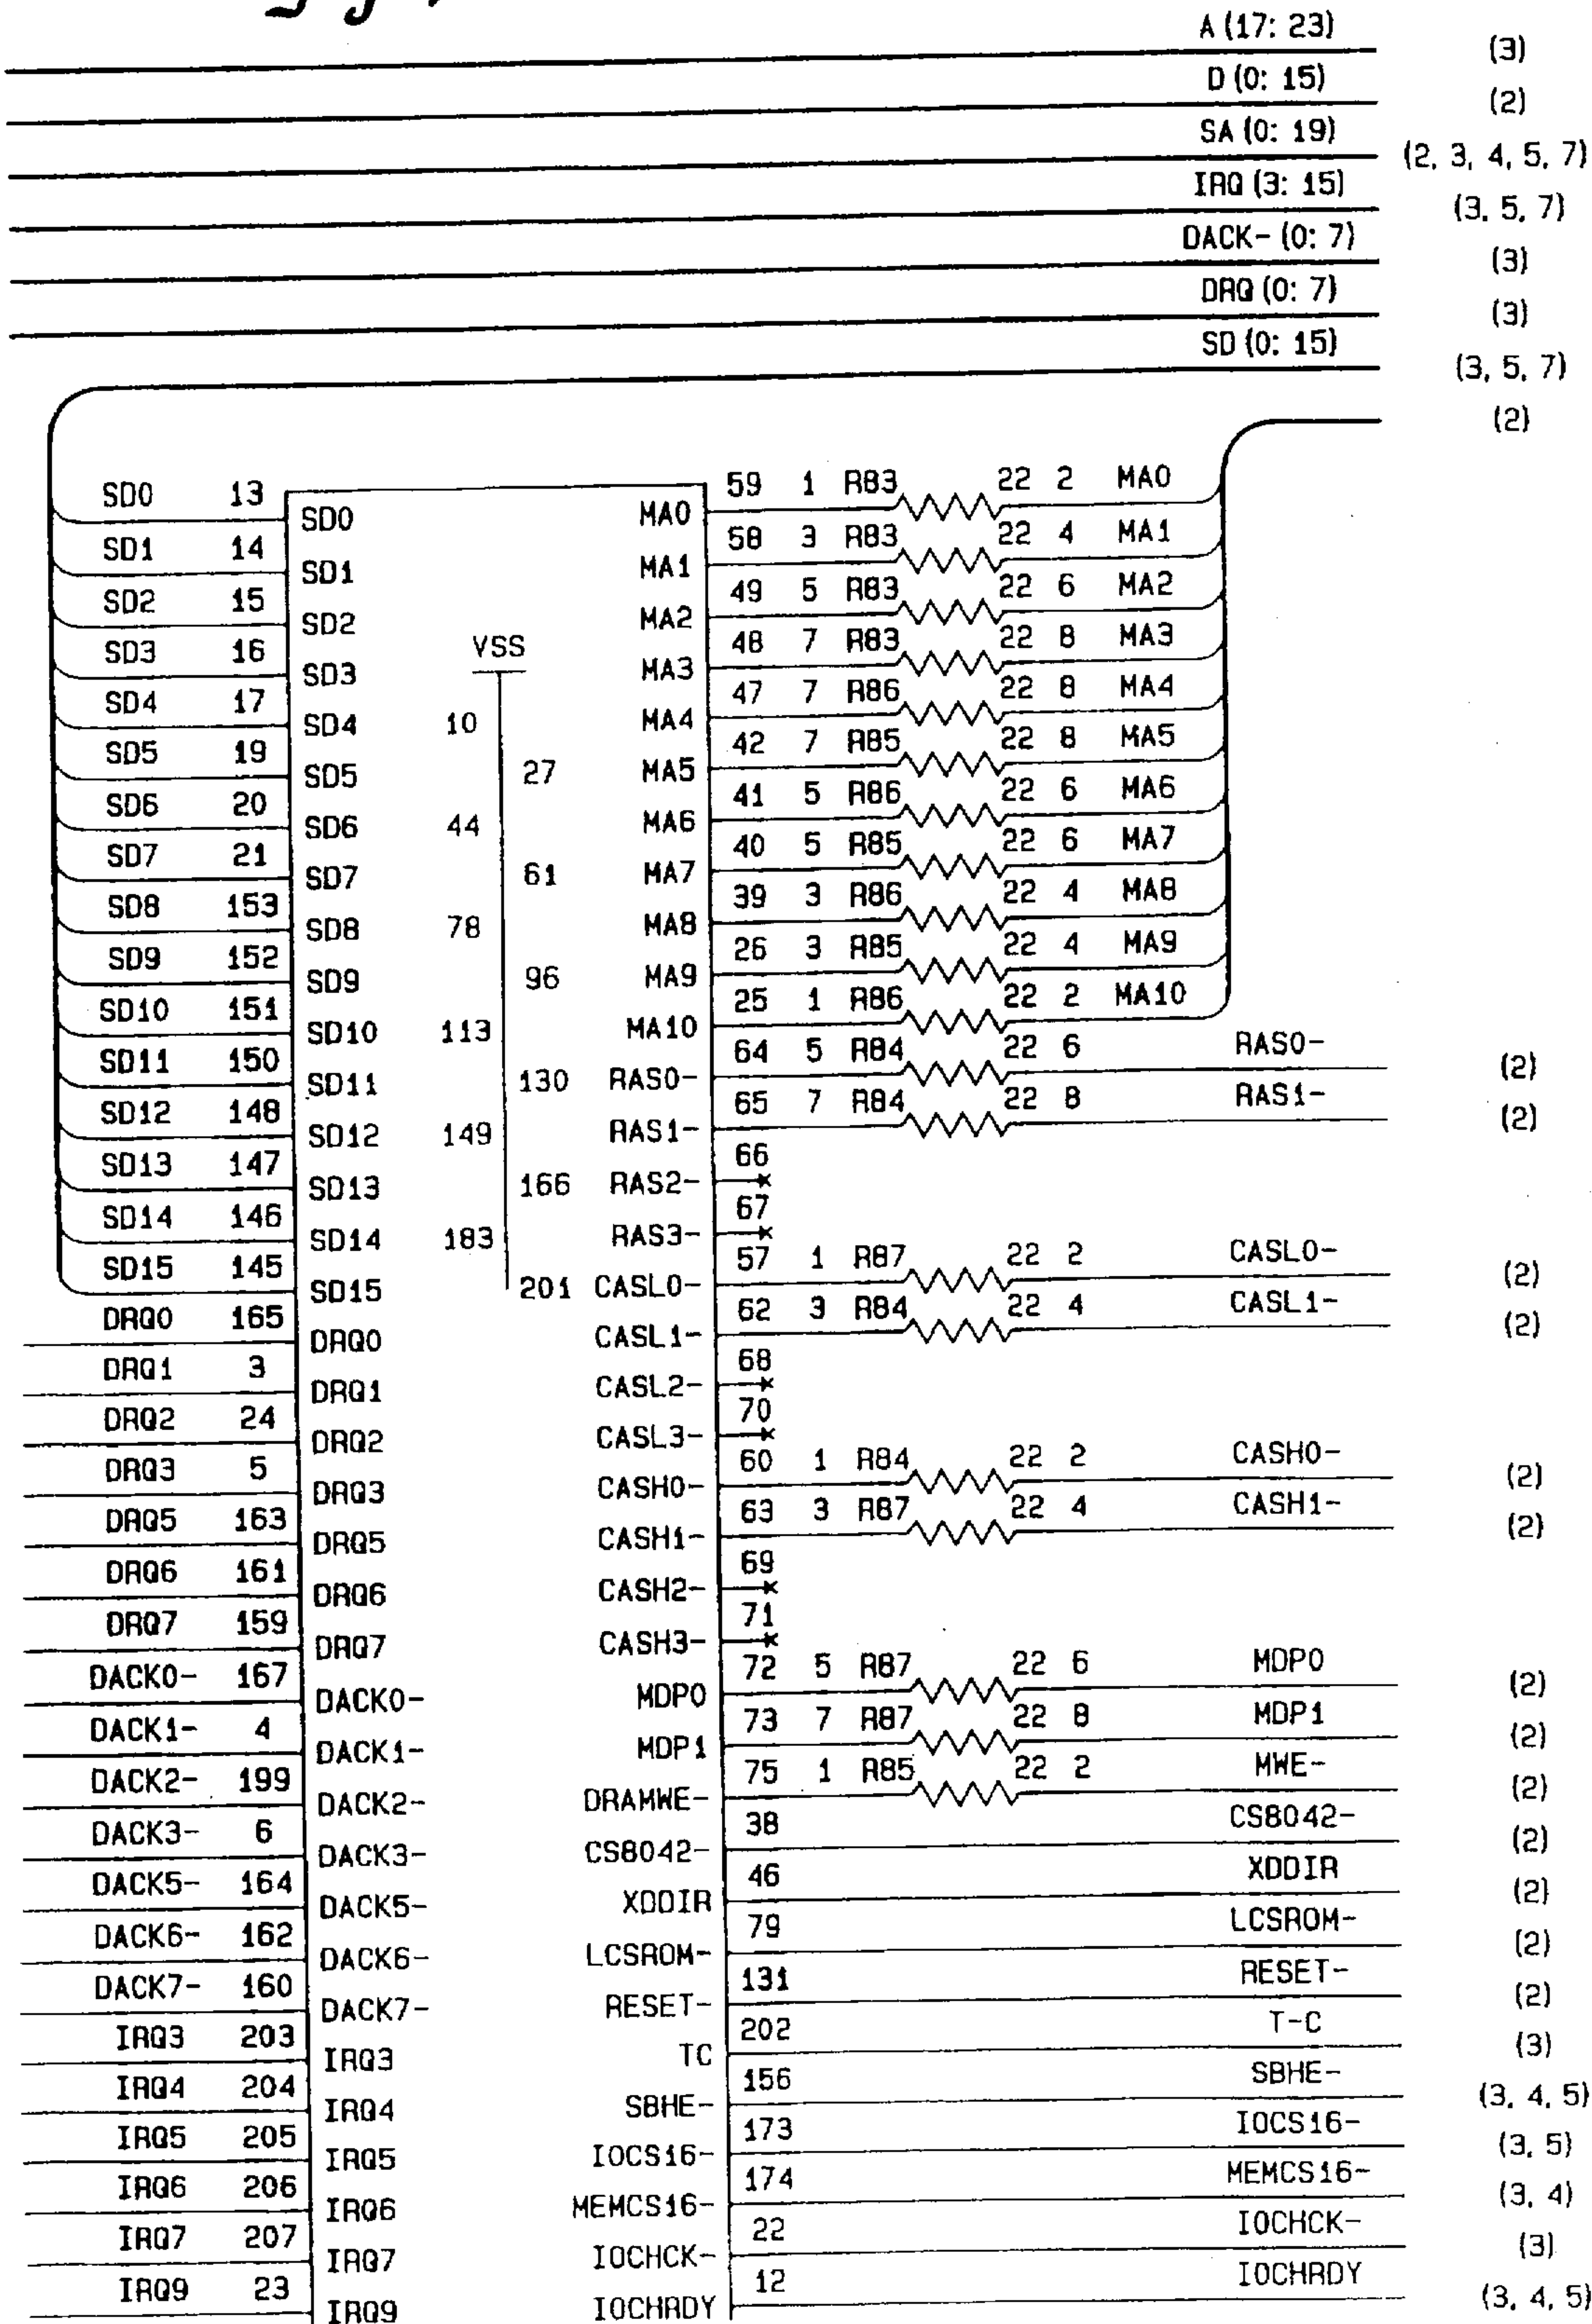 A (17: 23) (3)
D (0: 15) (2)
SA (0: 19) (2, 3, 4, 5, 7)
IRQ (3: 15) (3, 5, 7)
DACK- (0: 7) (3)
DRQ (0: 7) (3)
SD (0: 15) (3, 5, 7)
(2)
SD0 13 SD0 MA0 59 1 R83 22 2 MA0
SD1 14 SD1 MA1 58 3 R83 22 4 MA1
SD2 15 SD2 MA2 49 5 R83 22 6 MA2
SD3 16 SD3 VSS MA3 48 7 R83 22 8 MA3
SD4 17 SD4 10 MA4 47 7 R86 22 8 MA4
SD5 19 SD5 27 MA5 42 7 R85 22 8 MA5
SD6 20 SD6 44 MA6 41 5 R86 22 6 MA6
SD7 21 SD7 61 MA7 40 5 R85 22 6 MA7
SD8 153 SD8 78 MA8 39 3 R86 22 4 MA8
SD9 152 SD9 96 MA9 26 3 R85 22 4 MA9
SD10 151 SD10 113 MA10 25 1 R86 22 2 MA10
SD11 150 SD11 130 RAS0- 64 5 R84 22 6 RAS0- (2)
SD12 148 SD12 149 RAS1- 65 7 R84 22 8 RAS1- (2)
SD13 147 SD13 166 RAS2- 66
SD14 146 SD14 183 RAS3- 67
SD15 145 SD15 201 CASL0- 57 1 R87 22 2 CASL0- (2)
DRQ0 165 DRQ0 CASL1- 62 3 R84 22 4 CASL1- (2)
DRQ1 3 DRQ1 CASL2- 68
DRQ2 24 DRQ2 CASL3- 70
DRQ3 5 DRQ3 CASH0- 60 1 R84 22 2 CASH0- (2)
DRQ5 163 DRQ5 CASH1- 63 3 R87 22 4 CASH1- (2)
DRQ6 161 DRQ6 CASH2- 69
DRQ7 159 DRQ7 CASH3- 71
DACK0- 167 DACK0- MDP0 72 5 R87 22 6 MDP0 (2)
DACK1- 4 DACK1- MDP1 73 7 R87 22 8 MDP1 (2)
DACK2- 199 DACK2- DRAMWE- 75 1 R85 22 2 MWE- (2)
DACK3- 6 DACK3- CS8042- 38 CS8042- (2)
DACK5- 164 DACK5- XDDIR 46 XDDIR (2)
DACK6- 162 DACK6- LCSROM- 79 LCSROM- (2)
DACK7- 160 DACK7- RESET- 131 RESET- (2)
IRQ3 203 IRQ3 TC 202 T-C (3)
IRQ4 204 IRQ4 SBHE- 156 SBHE- (3, 4, 5)
IRQ5 205 IRQ5 IOCS16- 173 IOCS16- (3, 5)
IRQ6 206 IRQ6 MEMCS16- 174 MEMCS16- (3, 4)
IRQ7 207 IRQ7 IOCHCK- 22 IOCHCK- (3)
IRQ9 23 IRQ9 IOCHRDY 12 IOCHRDY (3, 4, 5)